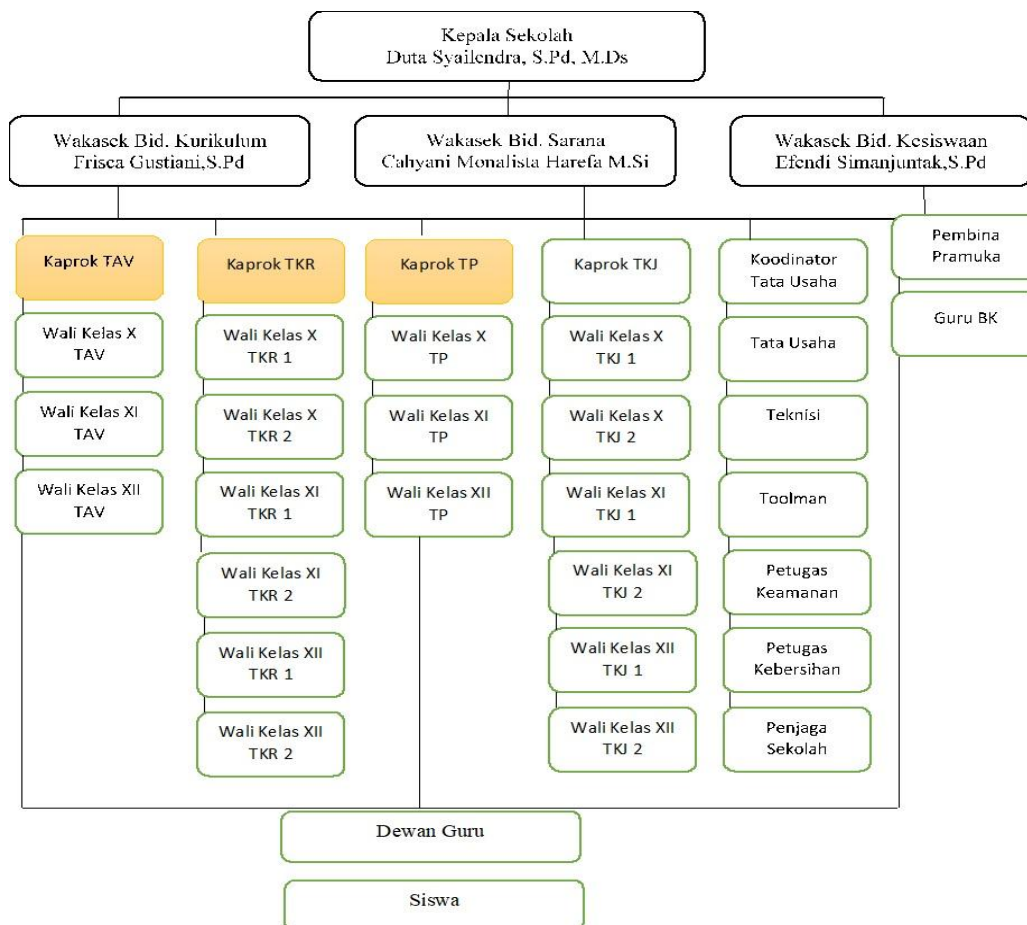 Kepala Sekolah
Duta Syailendra, S.Pd, M.Ds
Wakasek Bid. Kurikulum
Frisca Gustiani,S.Pd
Wakasek Bid. Sarana
Cahyani Monalista Harefa M.Si
Wakasek Bid. Kesiswaan
Efendi Simanjuntak,S.Pd
Kaprok TAV
Wali Kelas X
TAV
Wali Kelas XI
TAV
Wali Kelas XII
TAV
Kaprok TKR
Wali Kelas X
TKR 1
Wali Kelas X
TKR 2
Wali Kelas XI
TKR 1
Wali Kelas XI
TKR 2
Wali Kelas XII
TKR 1
Wali Kelas XII
TKR 2
Kaprok TP
Wali Kelas X
TP
Wali Kelas XI
TP
Wali Kelas XII
TP
Kaprok TKJ
Wali Kelas X
TKJ 1
Wali Kelas X
TKJ 2
Wali Kelas XI
TKJ 1
Wali Kelas XI
TKJ 2
Wali Kelas XII
TKJ 1
Wali Kelas XII
TKJ 2
Koodinator
Tata Usaha
Tata Usaha
Teknisi
Toolman
Petugas
Keamanan
Petugas
Kebersihan
Penjaga
Sekolah
Pembina
Pramuka
Guru BK
Dewan Guru
Siswa